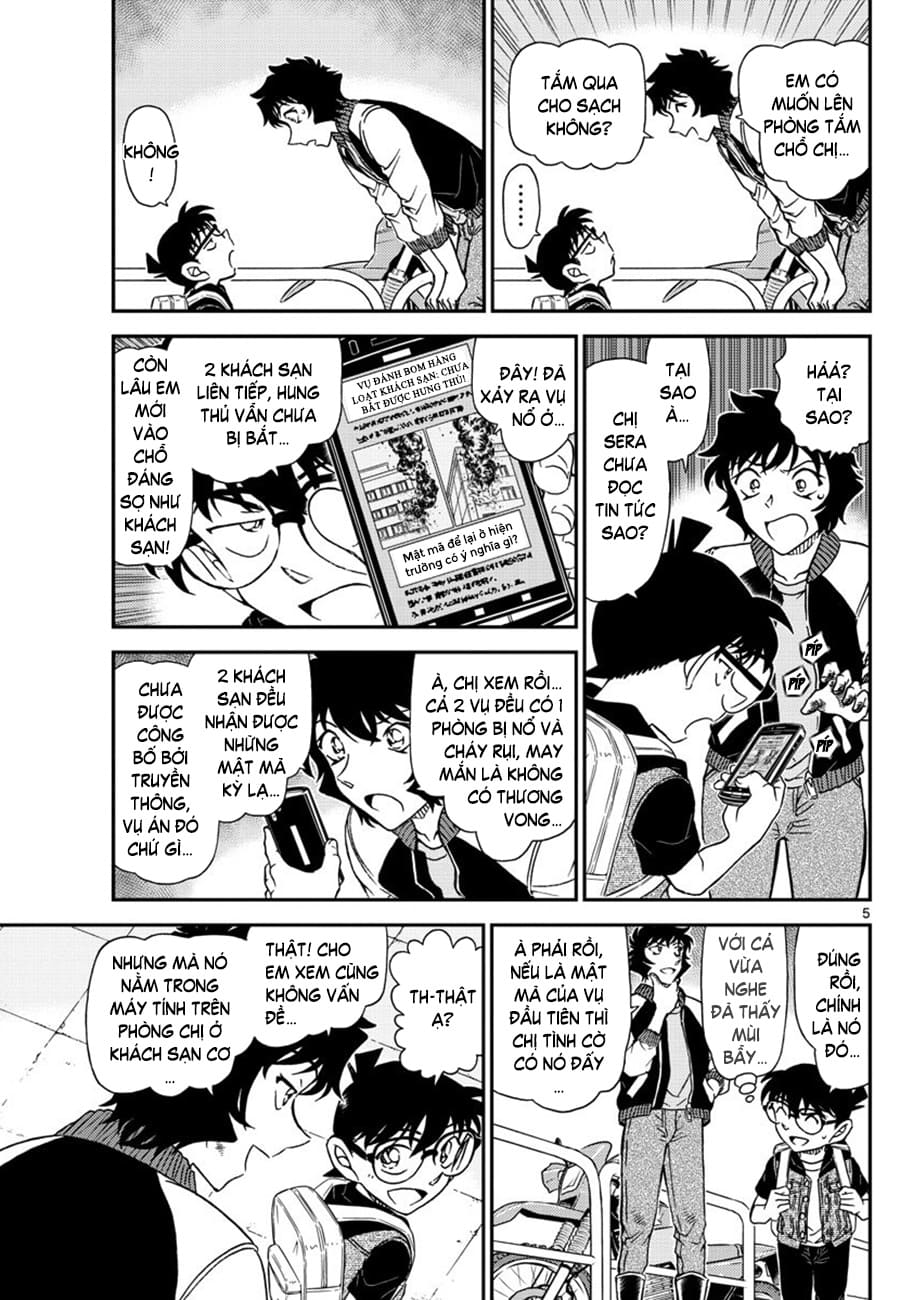 EM CÓ
MUỐN LÊN
PHÒNG TẮM
CHỖ CHỊ...
TẮM QUA
CHO SẠCH
KHÔNG?
......
KHÔNG
!
HẢ?
TẠI
SAO?
TẠI
SAO
À...
CHỊ
SERA
CHƯA
ĐỌC
TIN TỨC
SAO?
PÍP
PÍP
PÍP
ĐÂY! ĐÃ
XẢY RA VỤ
NỔ Ở...
VỤ ĐÁNH BOM HÀNG
LOẠT KHÁCH SẠN: CHƯA
BẮT ĐƯỢC HUNG THỦ!
Mật mã để lại ở hiện
trường có ý nghĩa gì?
2 KHÁCH SẠN
LIÊN TIẾP, HUNG
THỦ VẪN CHƯA
BỊ BẮT...
CÒN
LÂU EM
MỚI
VÀO
CHỖ
ĐÁNG
SỢ NHƯ
KHÁCH
SẠN!
À, CHỊ XEM RỒI...
CẢ 2 VỤ ĐỀU CÓ 1
PHÒNG BỊ NỔ VÀ
CHÁY RỤI, MAY
MẮN LÀ KHÔNG
CÓ THƯƠNG
VONG...
2 KHÁCH
SẠN ĐỀU
NHẬN ĐƯỢC
NHỮNG
MẬT MÃ
KỲ LẠ...
CHƯA
ĐƯỢC
CÔNG
BỐ BỞI
TRUYỀN
THÔNG,
VỤ ÁN ĐÓ
CHỨ GÌ...
5
ĐÚNG
RỒI,
CHÍNH
LÀ NÓ
ĐÓ...
VỚI CẢ
VỪA
NGHE
ĐÃ THẤY
MÙI
BẪY...
À PHẢI RỒI,
NẾU LÀ MẬT
MÃ CỦA VỤ
ĐẦU TIÊN THÌ
CHỊ TÌNH CỜ
CÓ NÓ ĐẤY
...
TH-THẬT
Ạ?
THẬT! CHO
EM XEM CŨNG
KHÔNG VẤN
ĐỀ...
NHƯNG MÀ NÓ
NẰM TRONG
MÁY TÍNH TRÊN
PHÒNG CHỊ Ở
KHÁCH SẠN CƠ
...